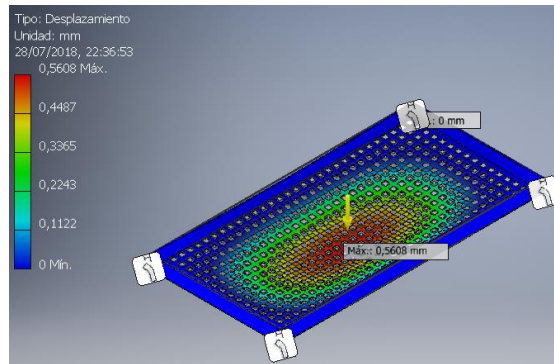 Tipo: Desplazamiento
Unidad: mm
28/07/2018, 22:36:53
0,5608 Máx.
0,4487
0,3365
0,2243
0,1122
0 Mín.
: 0 mm
Máx.: 0,5608 mm